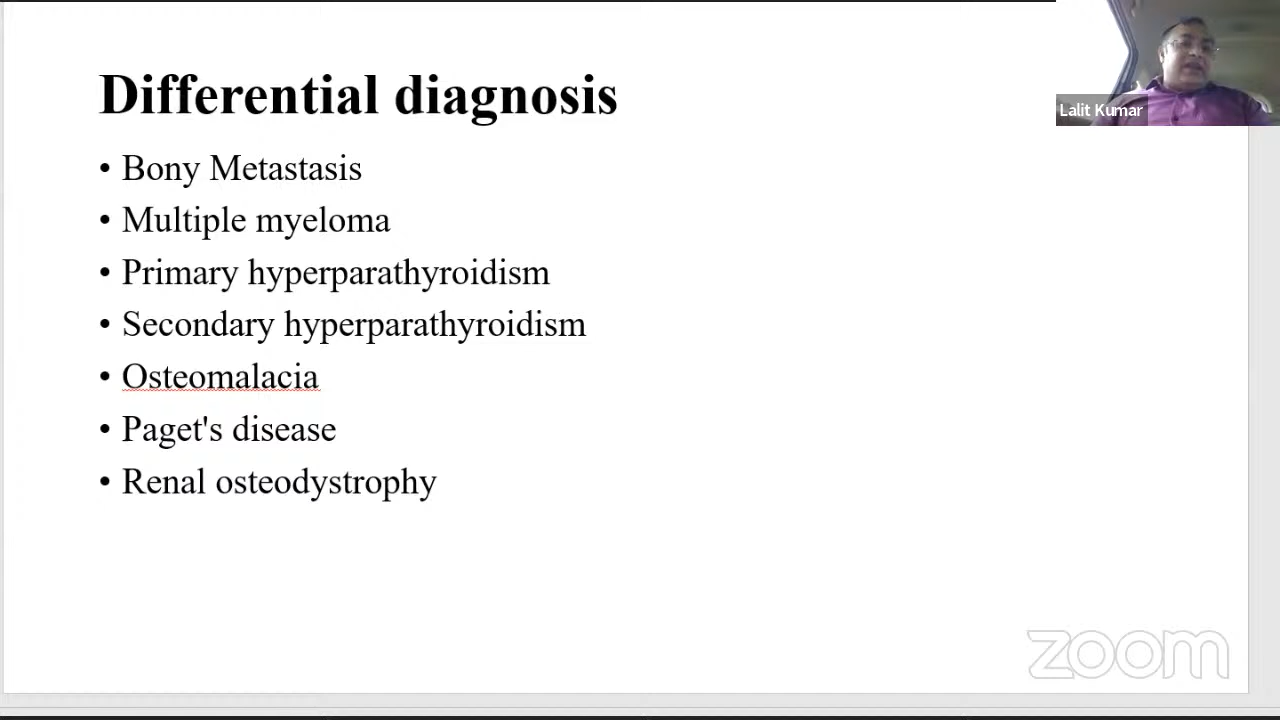 Differential diagnosis
• Bony Metastasis
• Multiple myeloma
• Primary hyperparathyroidism
• Secondary hyperparathyroidism
• Osteomalacia
• Paget's disease
• Renal osteodystrophy
Lalit Kumar
zoom